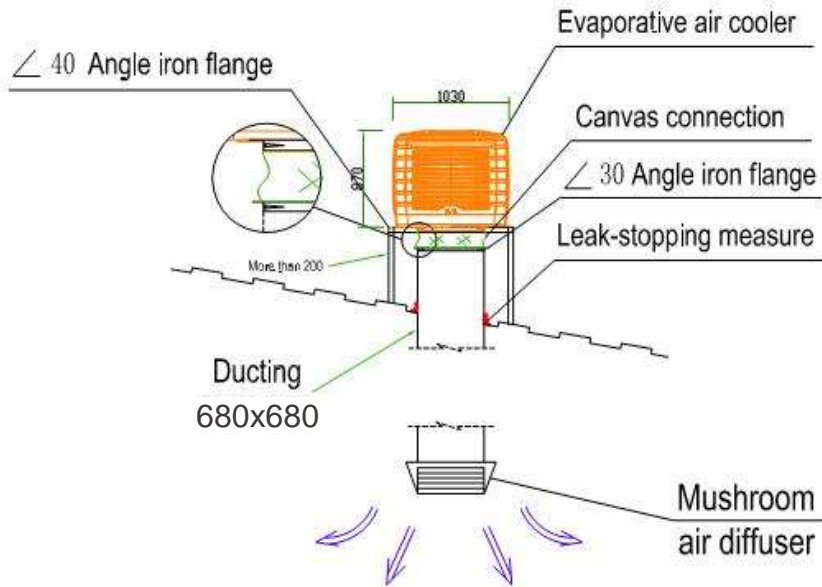 Evaporative air cooler
∠ 40 Angle iron flange
1030
Canvas connection
970
∠ 30 Angle iron flange
Leak-stopping measure
More than 200
Ducting
680x680
Mushroom
air diffuser